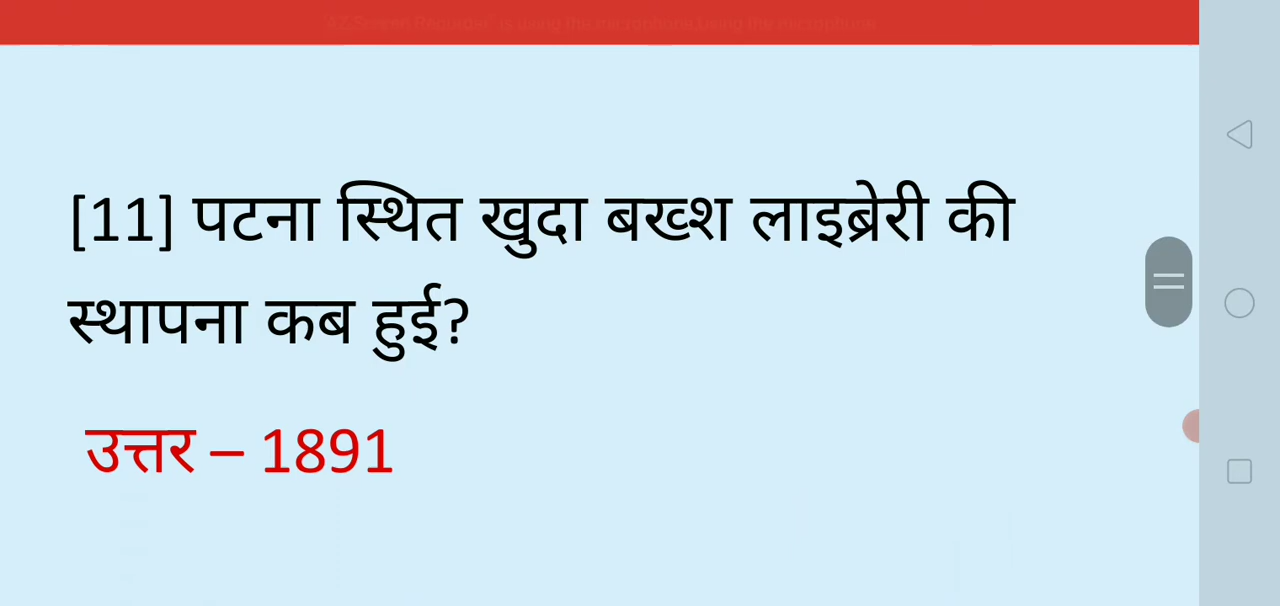 [11] पटना स्थित खुदा बख्श लाइब्रेरी की
स्थापना कब हुई?
उत्तर – 1891